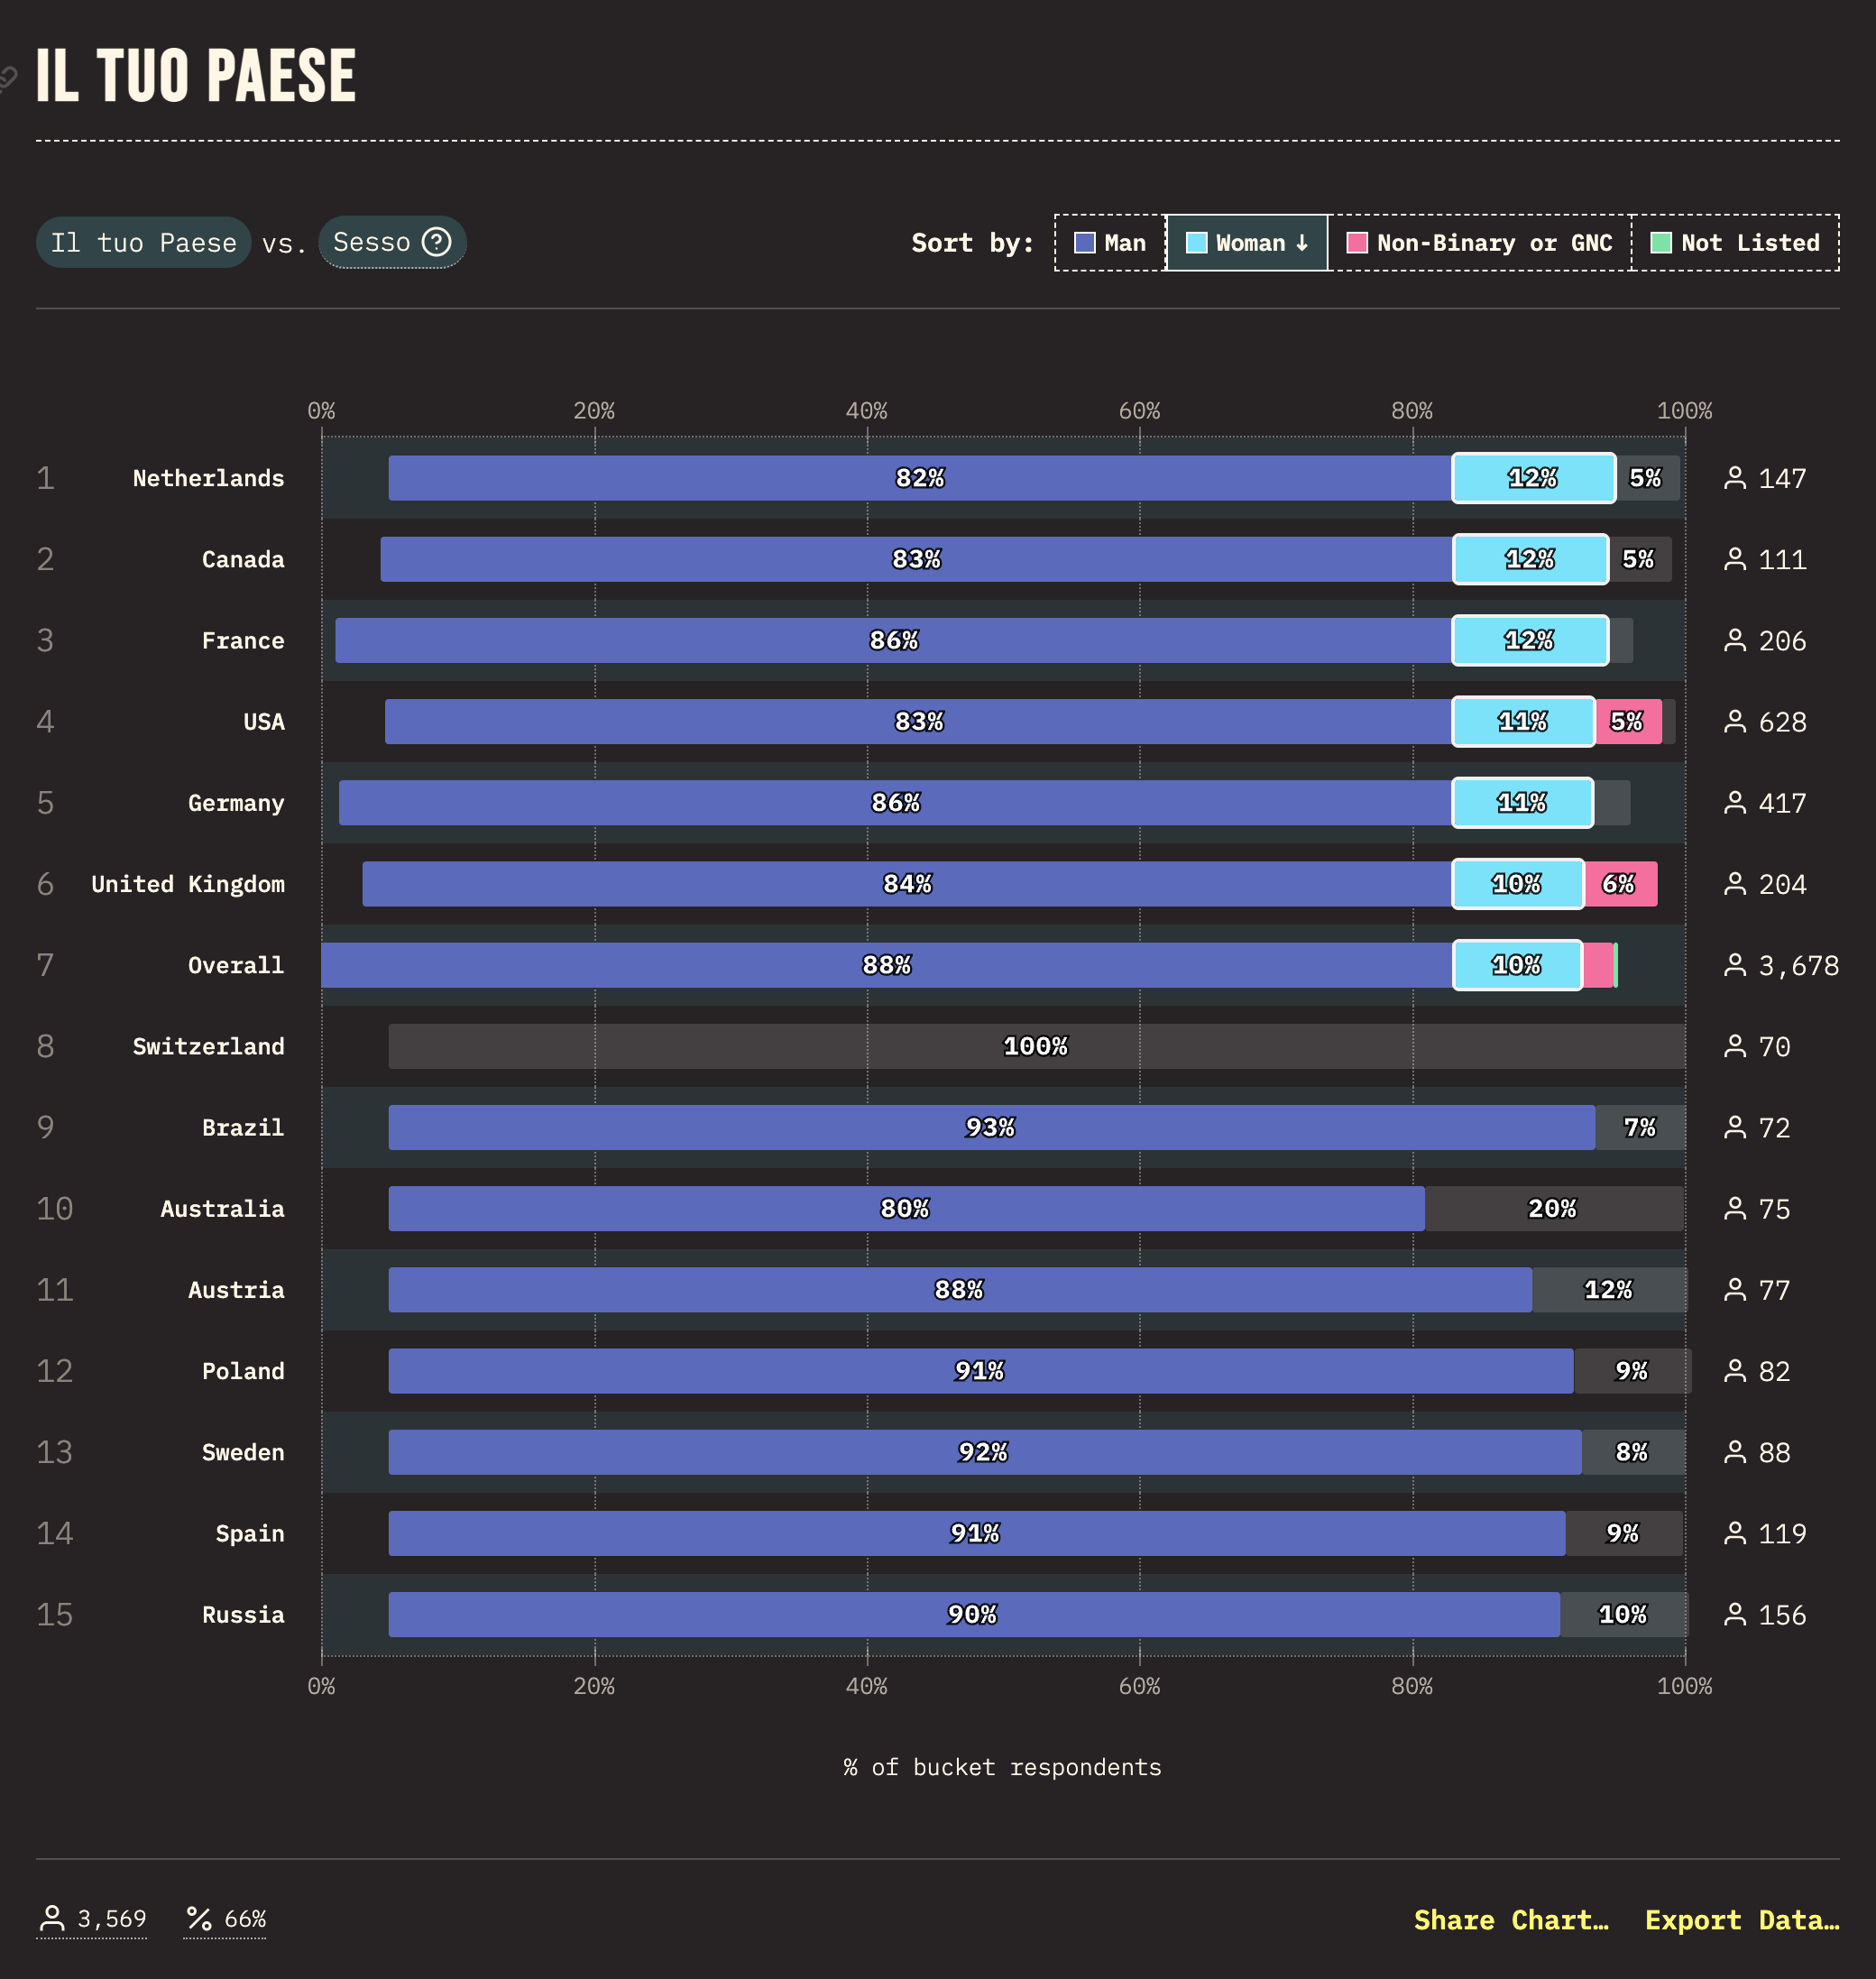 IL TUO PAESE
Il tuo Paese vs. Sesso ?
Sort by: Man Woman ↓ Non-Binary or GNC Not Listed
0% 20% 40% 60% 80% 100%
1 Netherlands 82% 12% 5% 147
2 Canada 83% 12% 5% 111
3 France 86% 12% 206
4 USA 83% 11% 5% 628
5 Germany 86% 11% 417
6 United Kingdom 84% 10% 6% 204
7 Overall 88% 10% 3,678
8 Switzerland 100% 70
9 Brazil 93% 7% 72
10 Australia 80% 20% 75
11 Austria 88% 12% 77
12 Poland 91% 9% 82
13 Sweden 92% 8% 88
14 Spain 91% 9% 119
15 Russia 90% 10% 156
0% 20% 40% 60% 80% 100%
% of bucket respondents
3,569 % 66% Share Chart… Export Data…